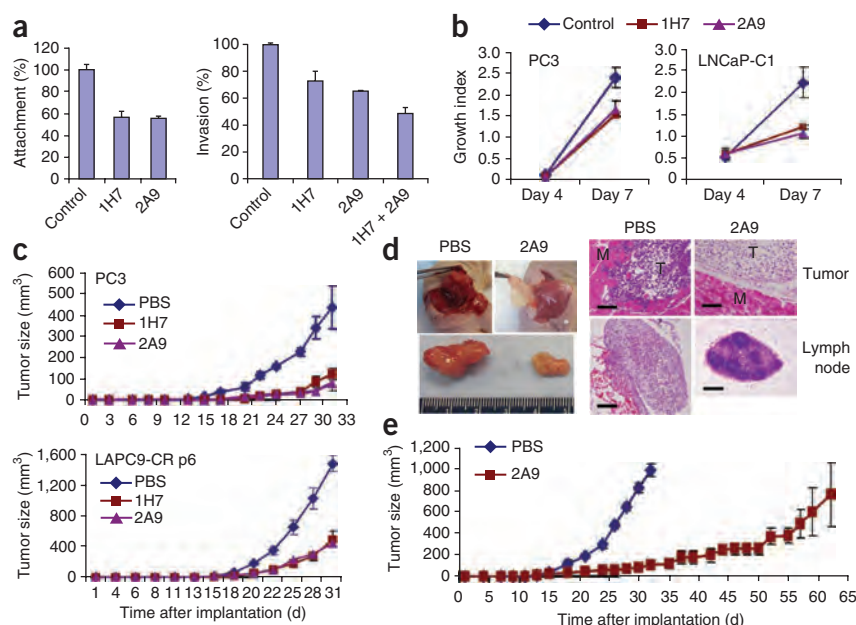 a
Attachment (%)
120
100
80
60
40
20
0
Control
1H7
2A9
Invasion (%)
100
80
60
40
20
0
Control
1H7
2A9
1H7 + 2A9
b
Control
1H7
2A9
PC3
Growth index
3.0
2.5
2.0
1.5
1.0
0.5
0
Day 4 Day 7
LNCaP-C1
3.0
2.5
2.0
1.5
1.0
0.5
0
Day 4 Day 7
c
PC3
PBS
1H7
2A9
Tumor size (mm³)
600
500
400
300
200
100
0
0 3 6 9 12 15 18 21 24 27 30 33
LAPC9-CR p6
PBS
1H7
2A9
Tumor size (mm³)
1,600
1,200
800
400
0
1 4 6 8 11 13 15 18 20 22 25 28 31
Time after implantation (d)
d
PBS 2A9
PBS 2A9
M
T
T
M
Tumor
Lymph
node
e
PBS
2A9
Tumor size (mm³)
1,000
800
600
400
200
0
0 5 10 15 20 25 30 35 40 45 50 55 60 65
Time after implantation (d)